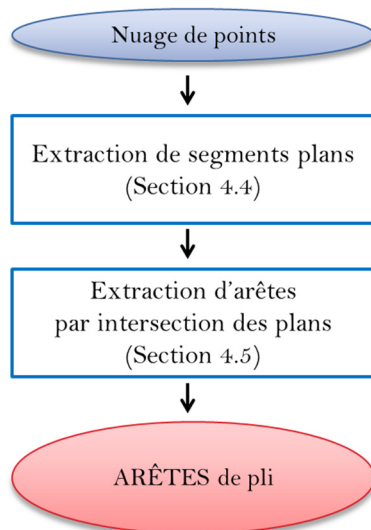 Nuage de points
Extraction de segments plans
(Section 4.4)
Extraction d'arêtes
par intersection des plans
(Section 4.5)
ARÊTES de pli